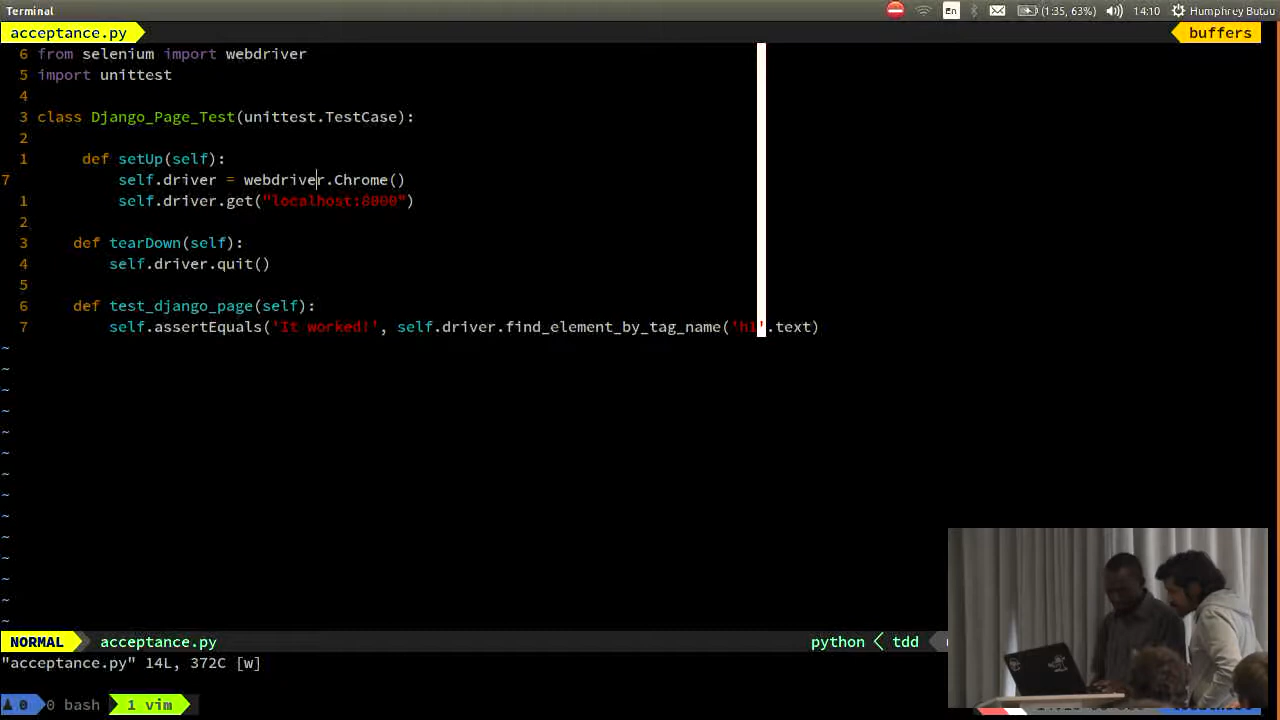 Terminal
En
(1:35, 63%)
14:10
Humphrey Butau
acceptance.py
buffers
6 from selenium import webdriver
5 import unittest
4
3 class Django_Page_Test(unittest.TestCase):
2
1 def setUp(self):
7 self.driver = webdriver.Chrome()
1 self.driver.get("localhost:8000")
2
3 def tearDown(self):
4 self.driver.quit()
5
6 def test_django_page(self):
7 self.assertEquals('It worked!', self.driver.find_element_by_tag_name('h1'.text)
~
~
~
~
~
~
~
~
~
~
~
~
~
~
NORMAL acceptance.py python < tdd
"acceptance.py" 14L, 372C [w]
0 0 bash 1 vim